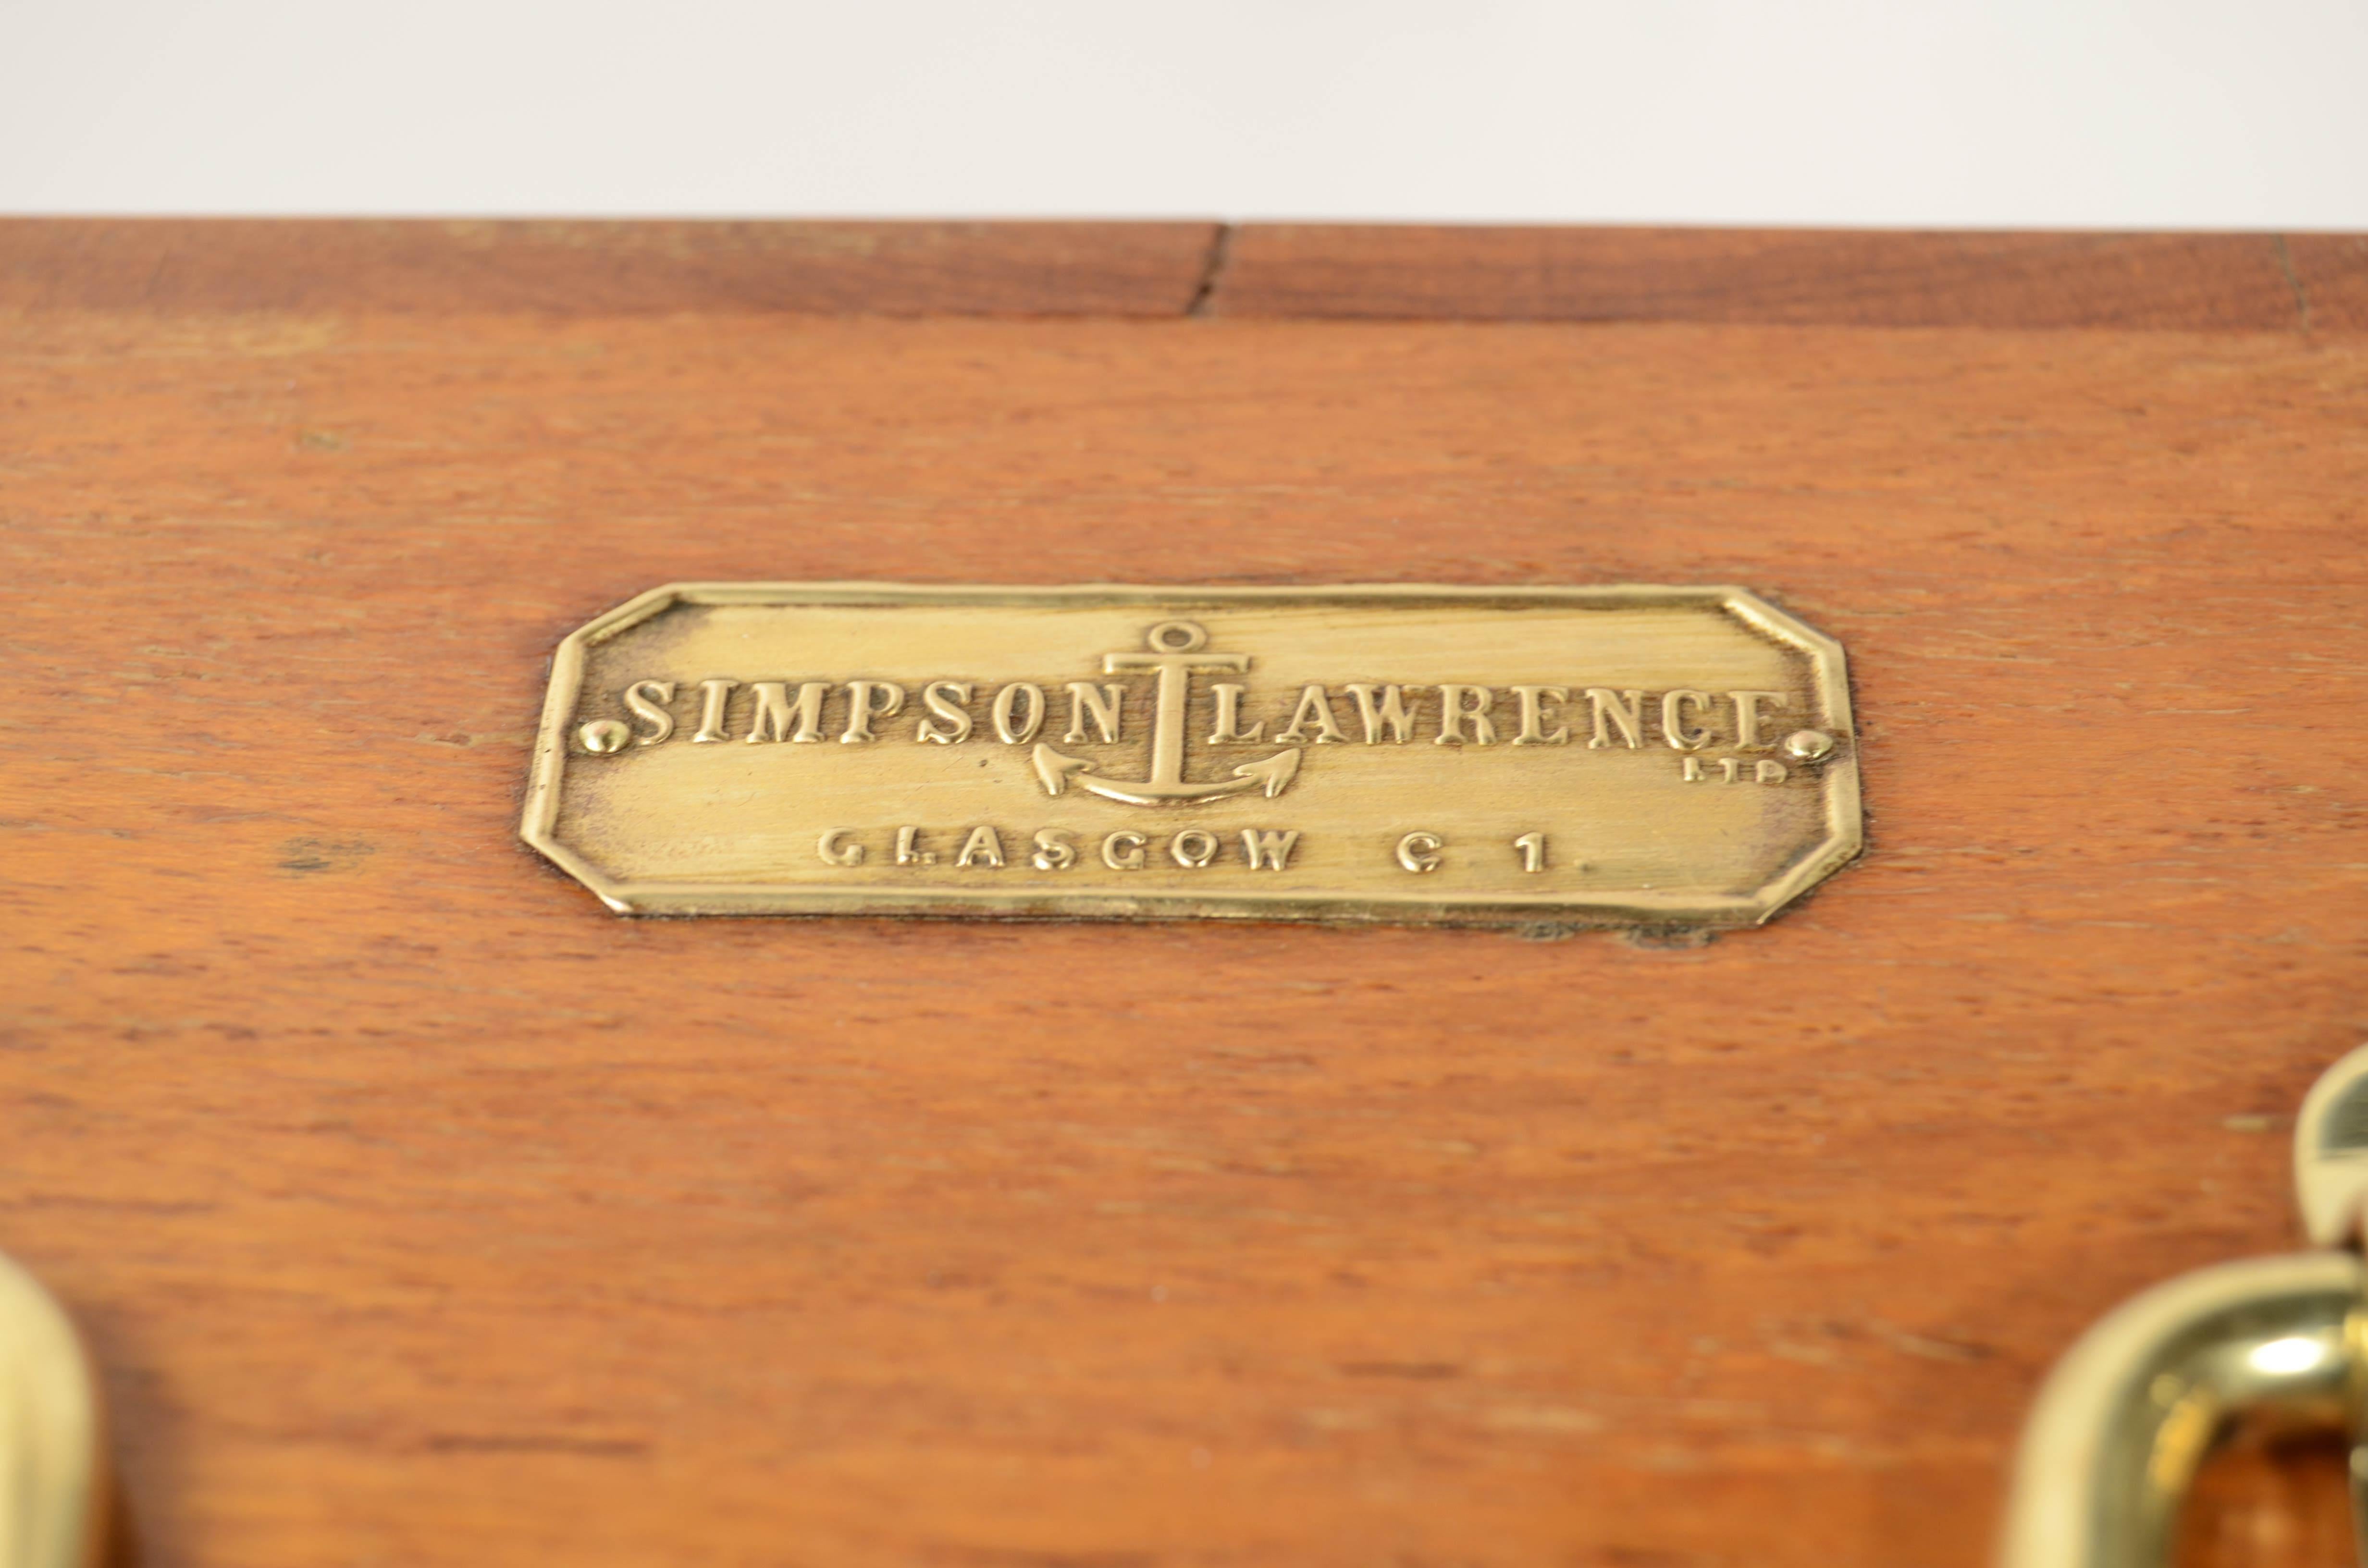 SIMPSON LAWRENCE
LTD
GLASGOW C 1.